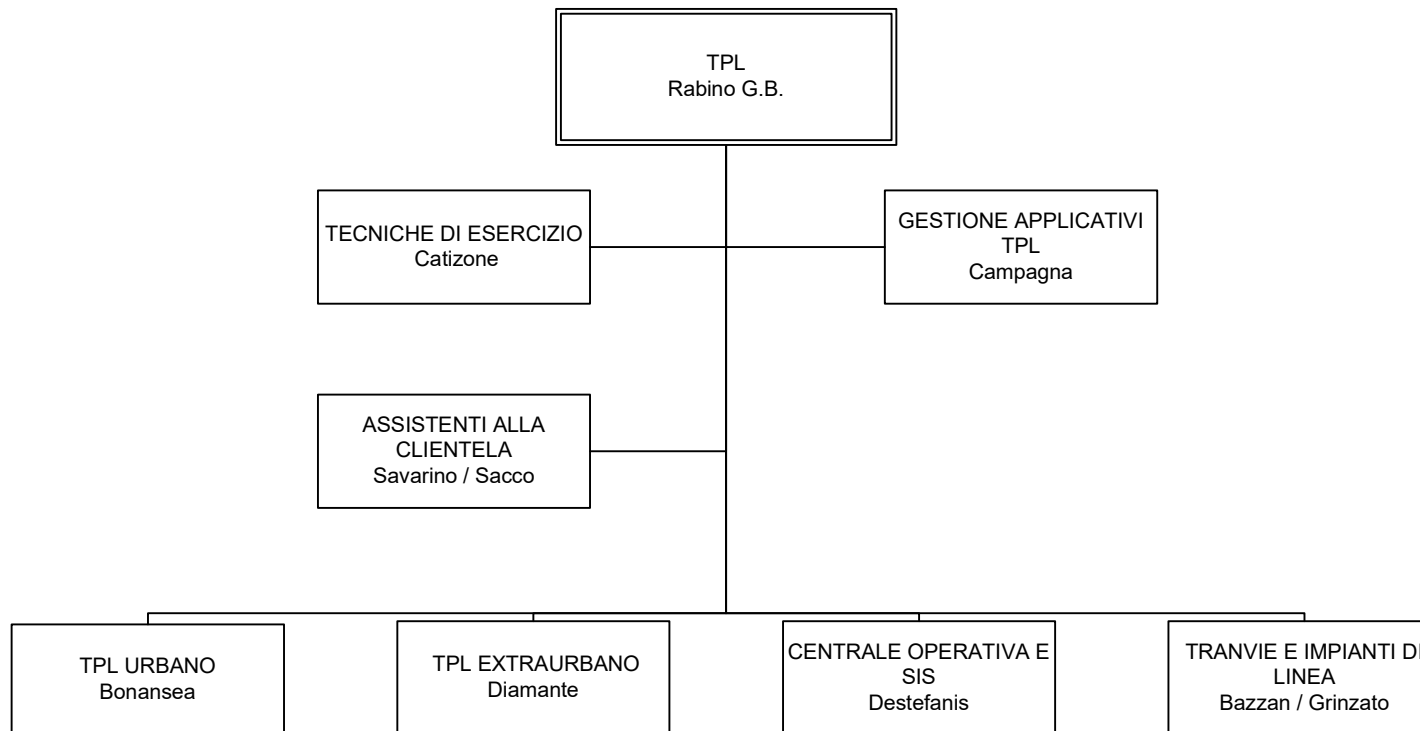 TPL
Rabino G.B.
TECNICHE DI ESERCIZIO
Catizone
GESTIONE APPLICATIVI
TPL
Campagna
ASSISTENTI ALLA
CLIENTELA
Savarino / Sacco
TPL URBANO
Bonansea
TPL EXTRAURBANO
Diamante
CENTRALE OPERATIVA E
SIS
Destefanis
TRANVIE E IMPIANTI DI
LINEA
Bazzan / Grinzato